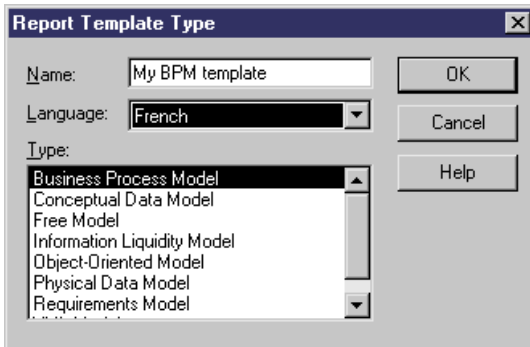 Report Template Type
Name: My BPM template OK
Language: French Cancel
Type: Help
Business Process Model
Conceptual Data Model
Free Model
Information Liquidity Model
Object-Oriented Model
Physical Data Model
Requirements Model